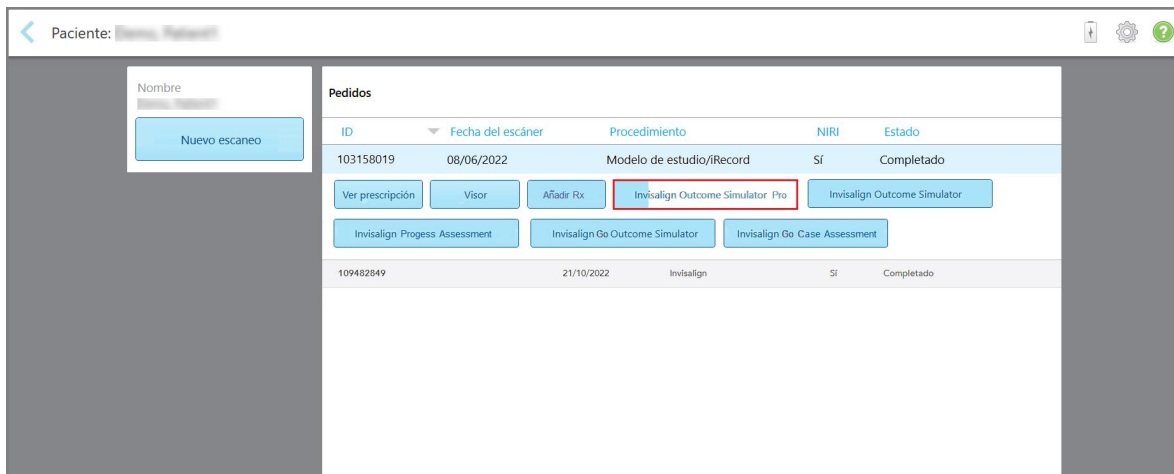 Paciente:
Nombre
Nuevo escaneo
Pedidos
ID Fecha del escáner Procedimiento NIRI Estado
103158019 08/06/2022 Modelo de estudio/iRecord Sí Completado
Ver prescripción Visor Añadir Rx Invisalign Outcome Simulator Pro Invisalign Outcome Simulator
Invisalign Progess Assessment Invisalign Go Outcome Simulator Invisalign Go Case Assessment
109482849 21/10/2022 Invisalign Sí Completado